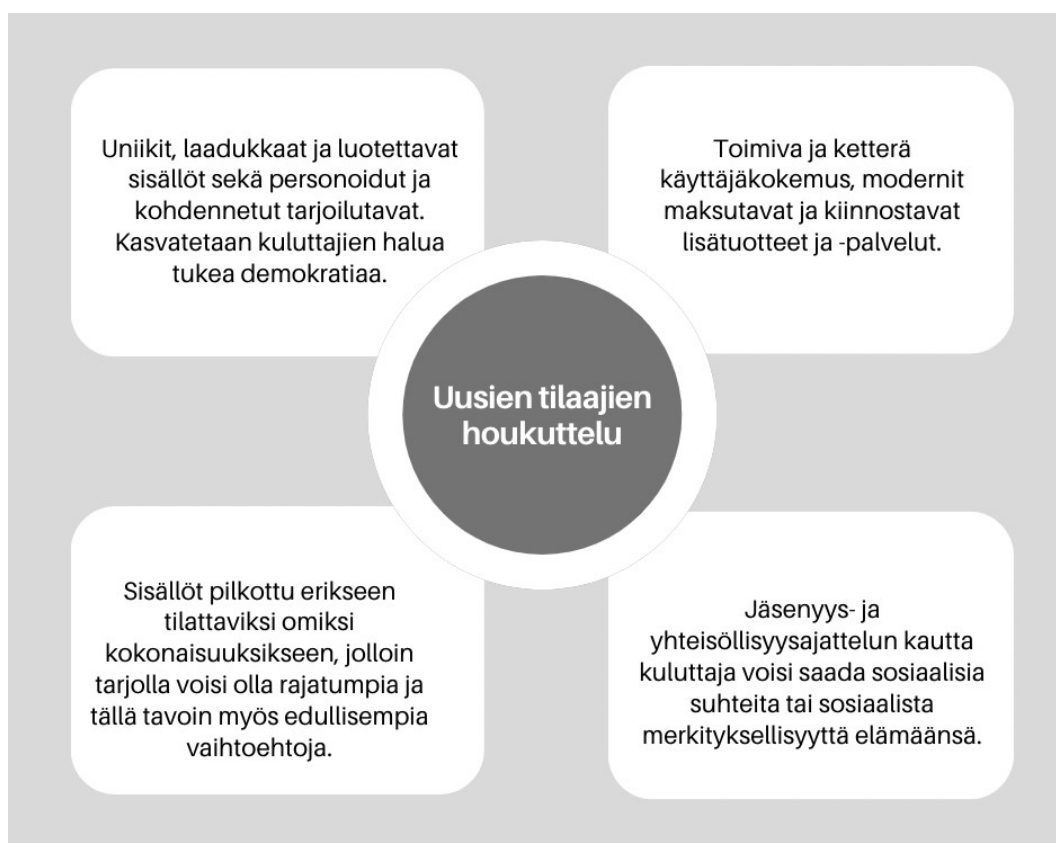 Uniikit, laadukkaat ja luotettavat
sisällöt sekä personoidut ja
kohdennetut tarjoilutavat.
Kasvatetaan kuluttajien halua
tukea demokratiaa.
Toimiva ja ketterä
käyttäjäkokemus, modernit
maksutavat ja kiinnostavat
lisätuotteet ja -palvelut.
Uusien tilaajien
houkuttelu
Sisällöt pilkottu erikseen
tilattaviksi omiksi
kokonaisuuksikseen, jolloin
tarjolla voisi olla rajatumpia ja
tällä tavoin myös edullisempia
vaihtoehtoja.
Jäsenyys- ja
yhteisöllisyysajattelun kautta
kuluttaja voisi saada sosiaalisia
suhteita tai sosiaalista
merkityksellisyyttä elämäänsä.